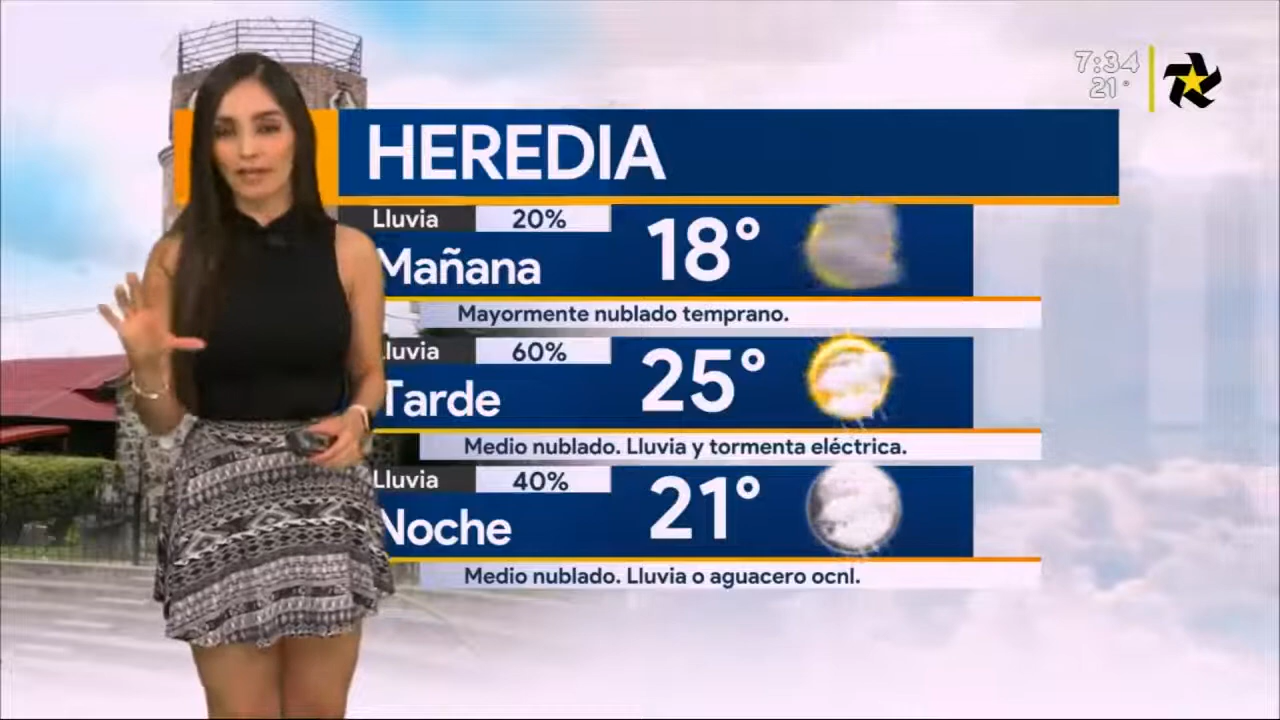 7:34
21°
HEREDIA
Lluvia 20%
Mañana 18°
Mayormente nublado temprano.
Lluvia 60%
Tarde 25°
Medio nublado. Lluvia y tormenta eléctrica.
Lluvia 40%
Noche 21°
Medio nublado. Lluvia o aguacero ocnl.